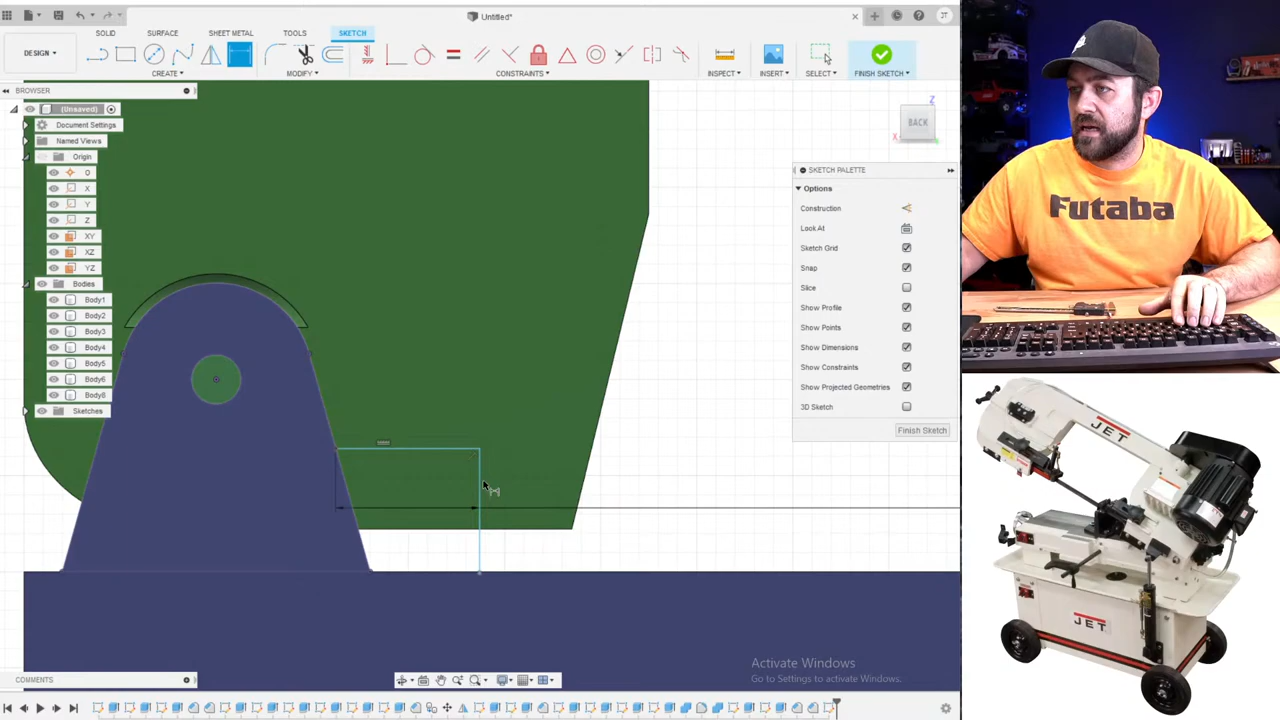 Untitled*
JT
DESIGN
SOLID
SURFACE
SHEET METAL
TOOLS
SKETCH
CREATE
MODIFY
CONSTRAINTS
INSPECT
INSERT
SELECT
FINISH SKETCH
BROWSER
(Unsaved)
Document Settings
Named Views
Origin
O
X
Y
Z
XY
XZ
YZ
Bodies
Body1
Body2
Body3
Body4
Body5
Body6
Body8
Sketches
Z
BACK
X
SKETCH PALETTE
Options
Construction
Look At
Sketch Grid
Snap
Slice
Show Profile
Show Points
Show Dimensions
Show Constraints
Show Projected Geometries
3D Sketch
Finish Sketch
Activate Windows
Go to Settings to activate Windows.
COMMENTS
Futaba
JET
JET